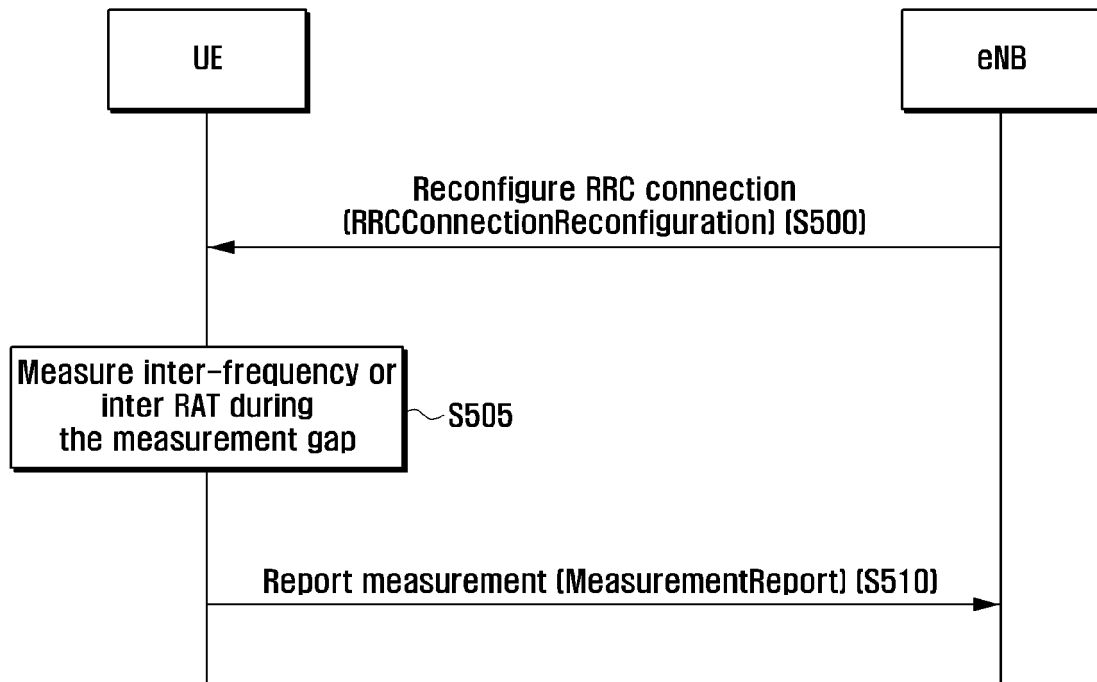 UE
eNB
Reconfigure RRC connection
(RRCConnectionReconfiguration) (S500)
Measure inter-frequency or
inter RAT during
the measurement gap
S505
Report measurement (MeasurementReport) (S510)